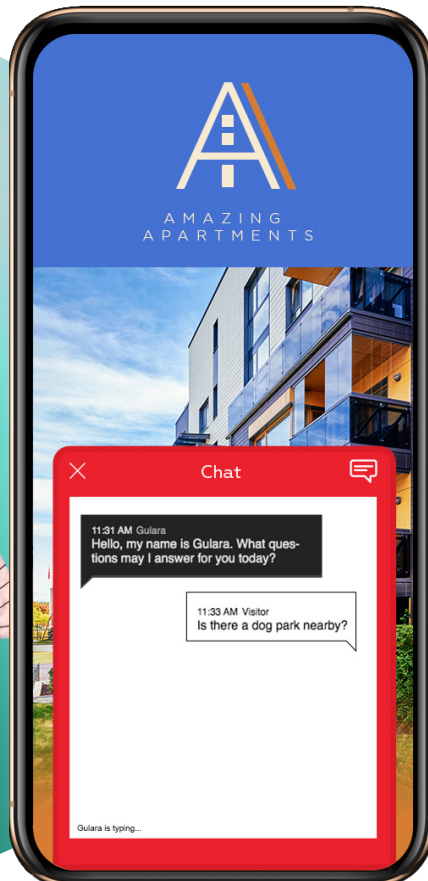 AMAZING
APARTMENTS
Chat
11:31 AM Gulara
Hello, my name is Gulara. What ques-
tions may I answer for you today?
11:33 AM Visitor
Is there a dog park nearby?
Gulara is typing...